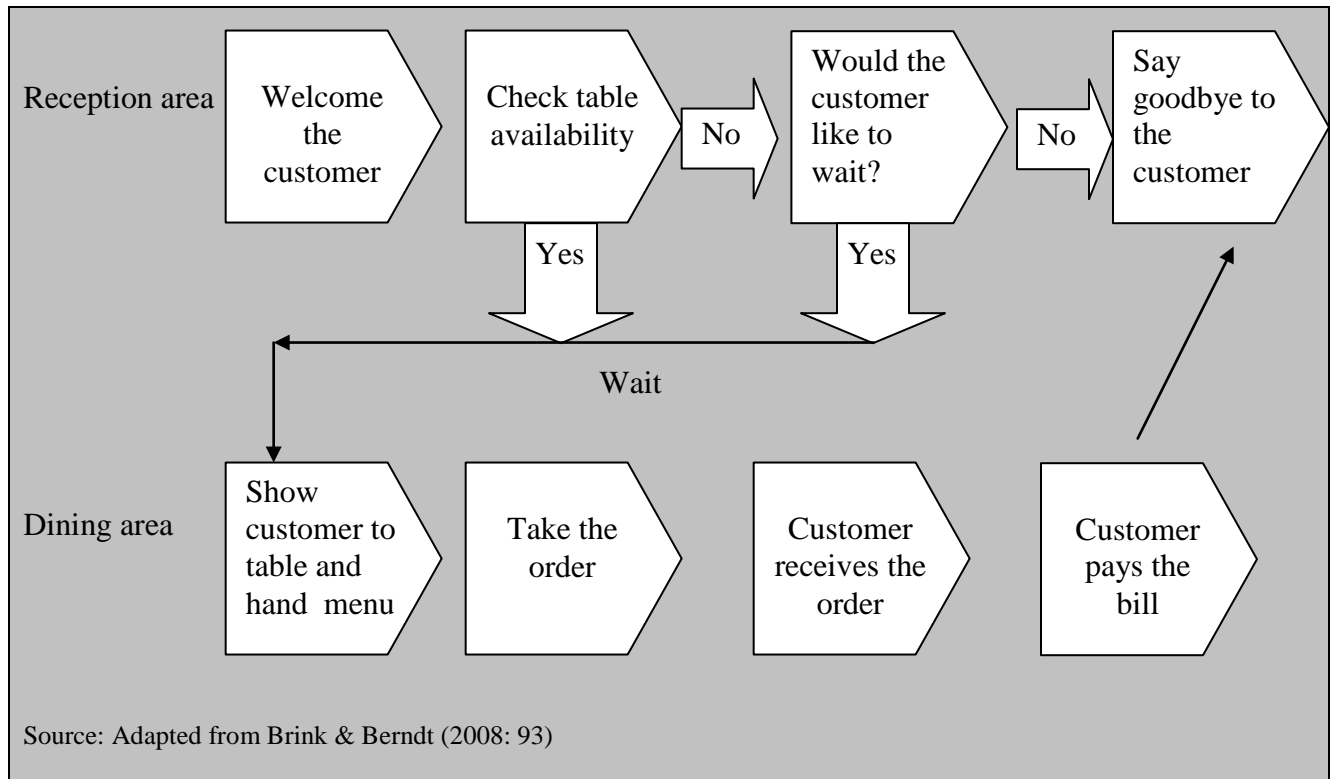 Reception area
Welcome
the
customer
Check table
availability
No
Would the
customer
like to
wait?
No
Say
goodbye to
the
customer
Yes
Yes
Wait
Dining area
Show
customer to
table and
hand menu
Take the
order
Customer
receives the
order
Customer
pays the
bill
Source: Adapted from Brink & Berndt (2008: 93)